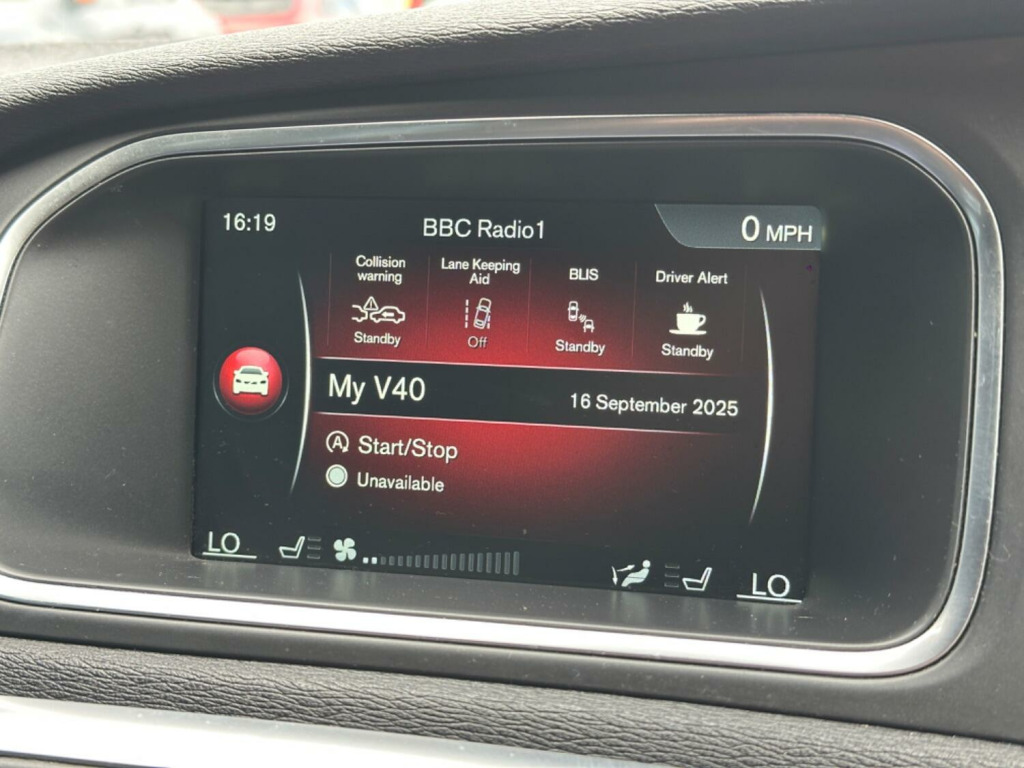 16:19
BBC Radio1
0 MPH
Collision
warning
Lane Keeping
Aid
BLIS
Driver Alert
Standby
Off
Standby
Standby
My V40
16 September 2025
A Start/Stop
Unavailable
LO
LO